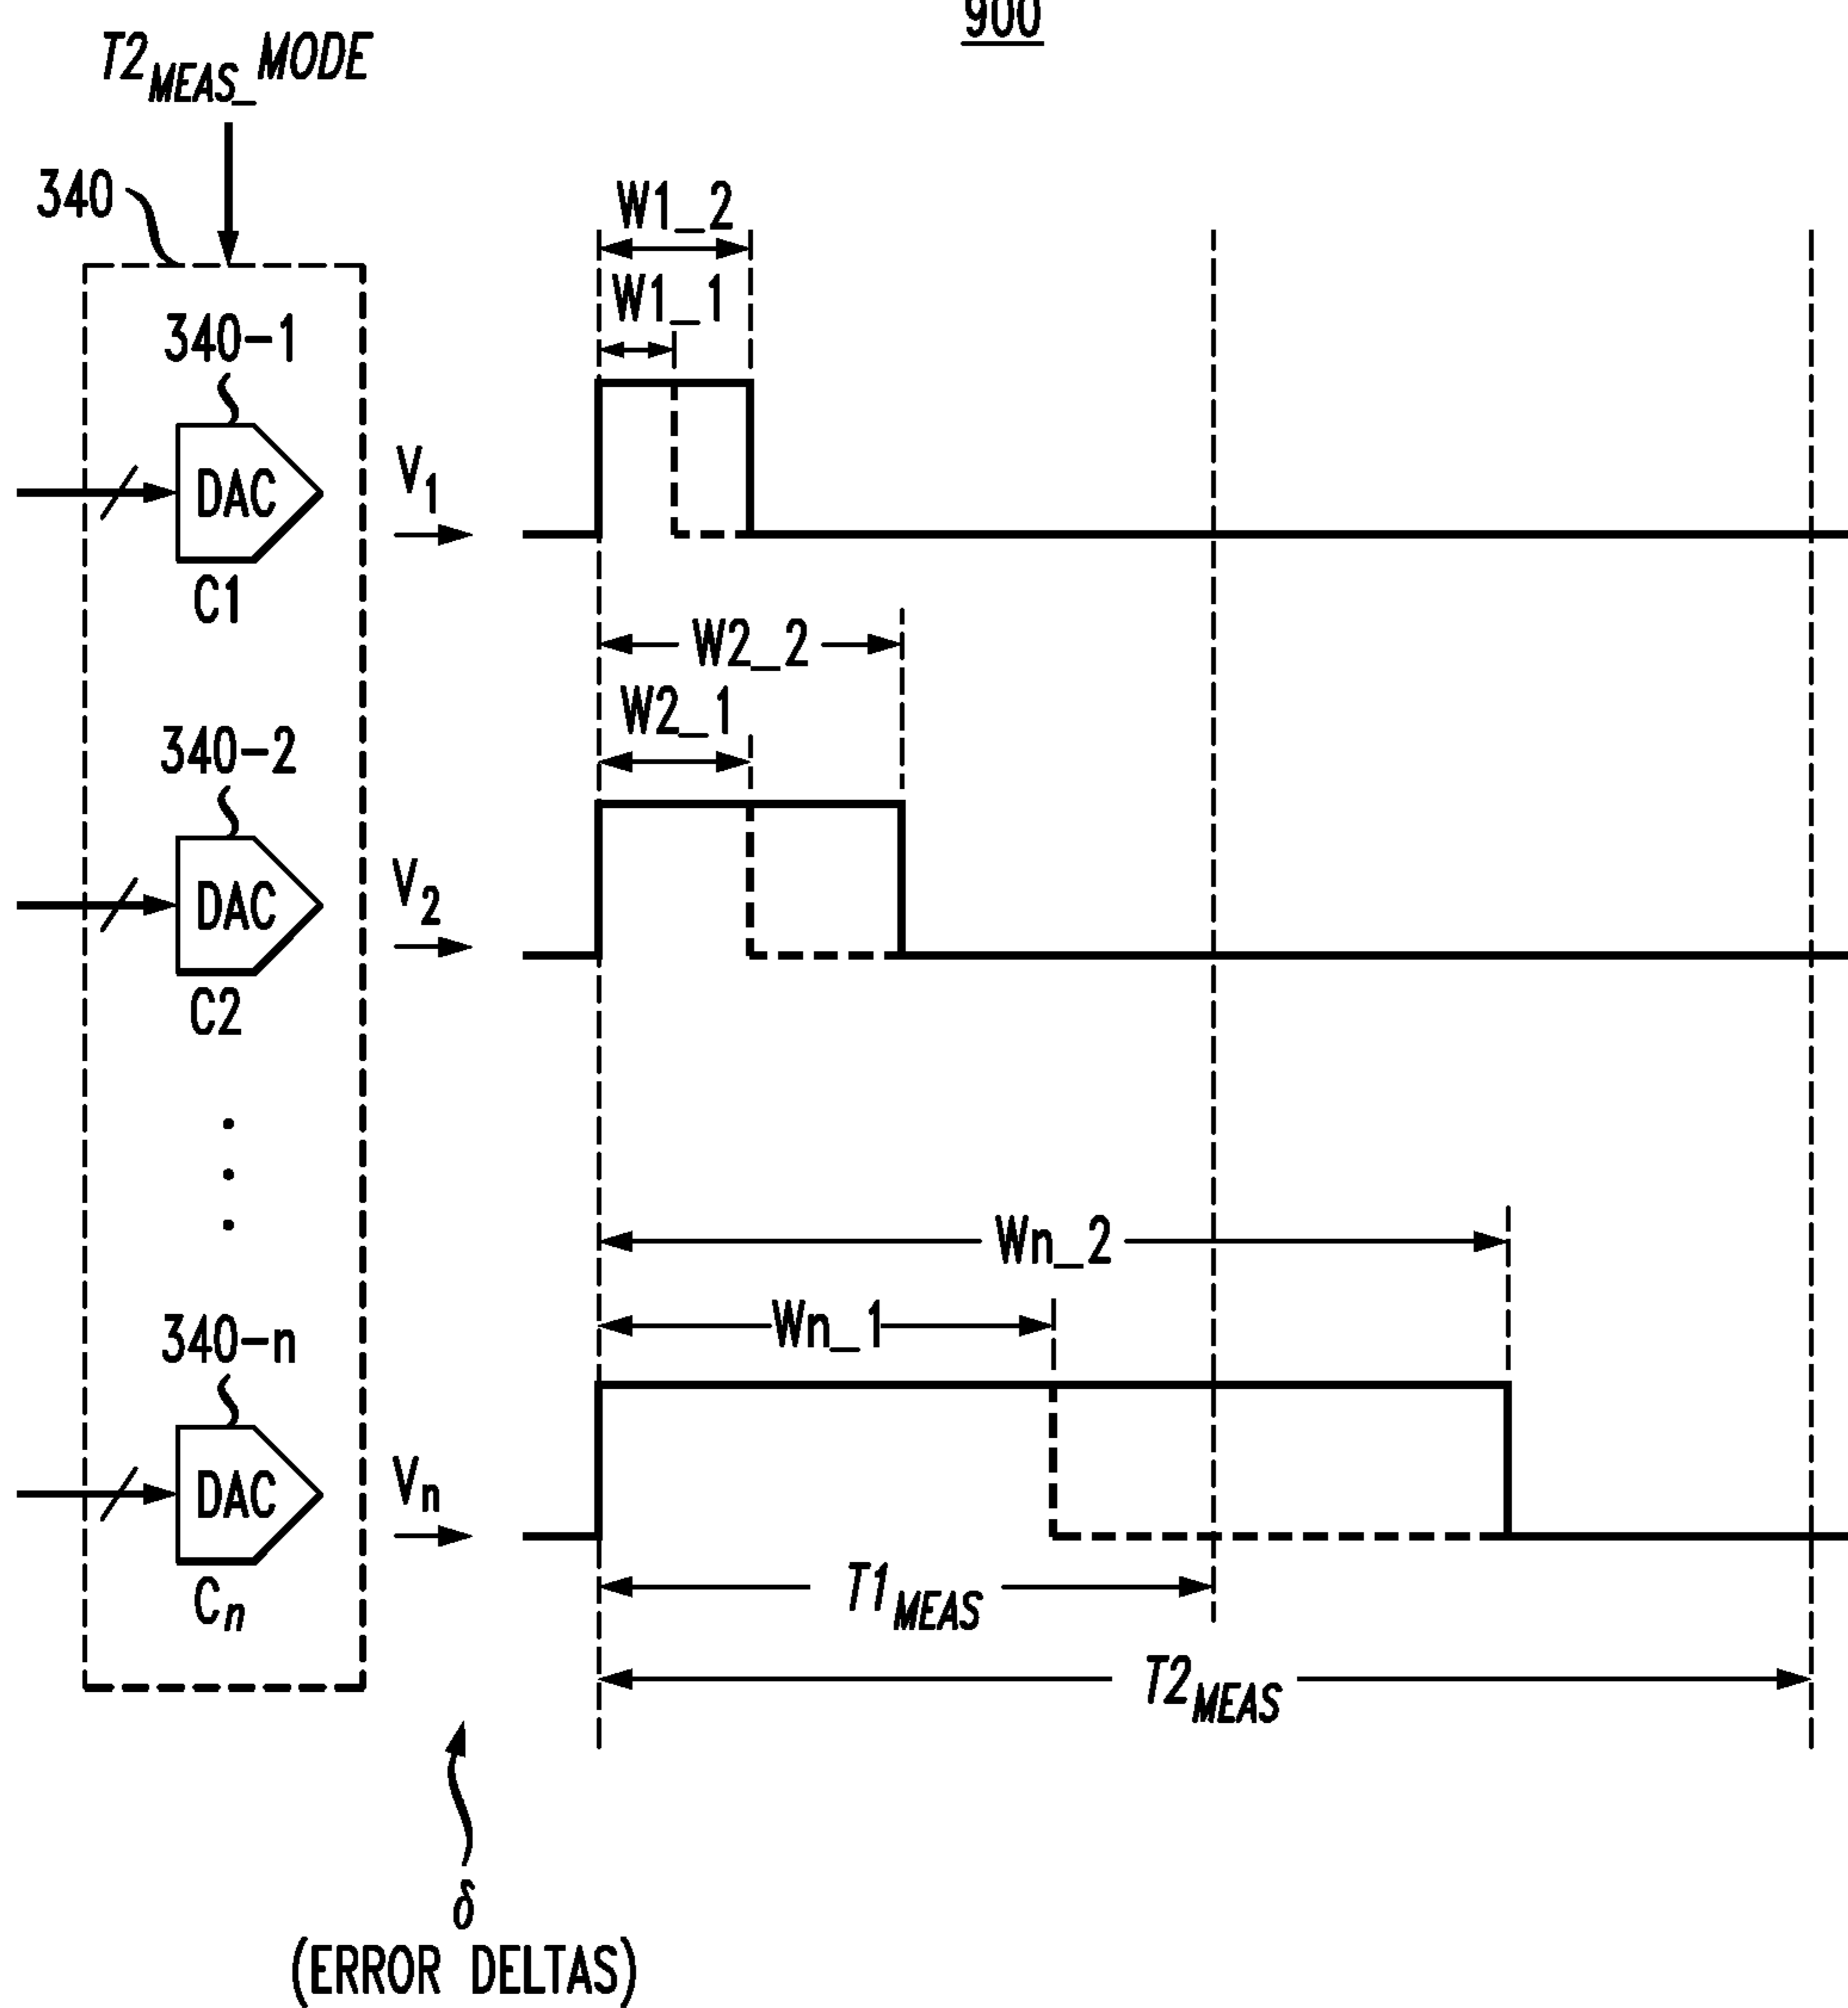 900
T2MEAS_MODE
340
W1_2
W1_1
340-1
DAC
V1
C1
W2_2
W2_1
340-2
DAC
V2
C2
Wn_2
Wn_1
340-n
DAC
Vn
Cn
T1MEAS
T2MEAS
δ
(ERROR DELTAS)